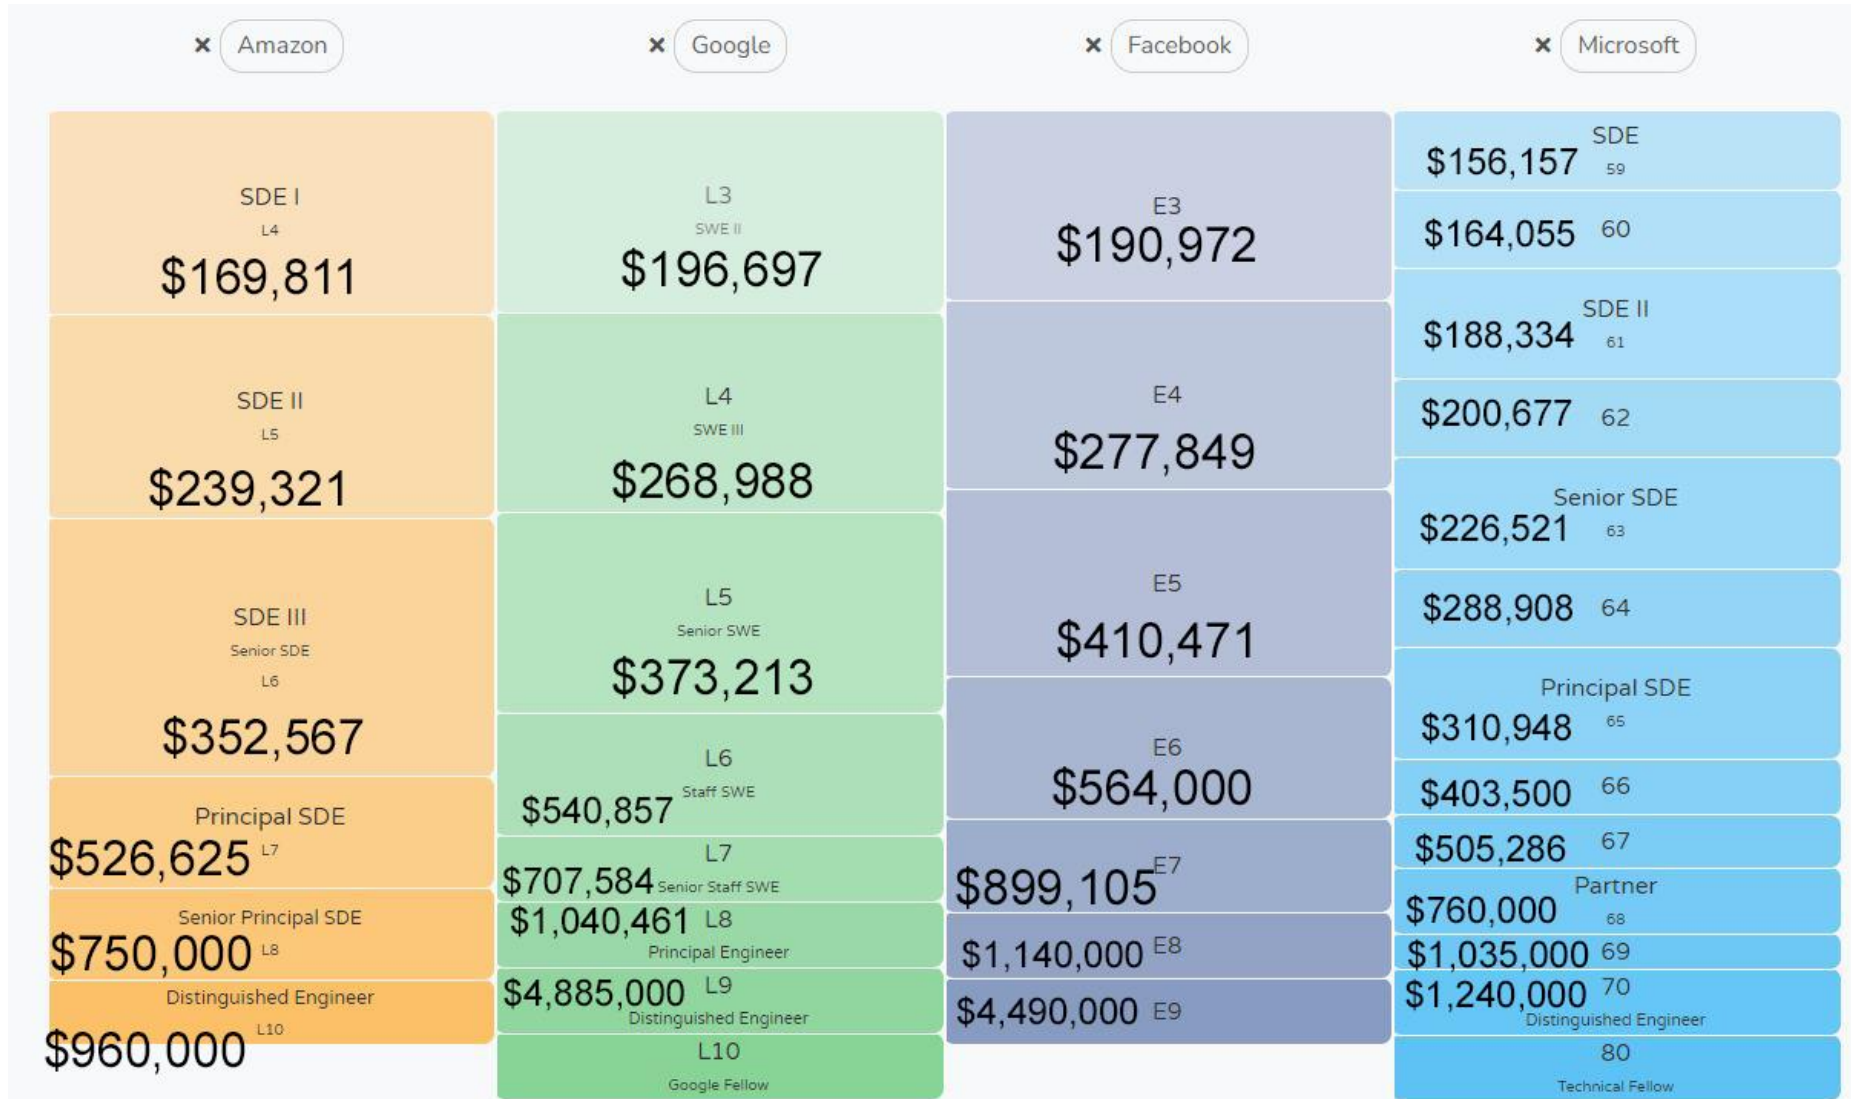 × Amazon
× Google
× Facebook
× Microsoft
SDE I
L4
$169,811
SDE II
L5
$239,321
SDE III
Senior SDE
L6
$352,567
Principal SDE
$526,625 L7
Senior Principal SDE
$750,000 L8
Distinguished Engineer
L10
$960,000
L3
SWE II
$196,697
L4
SWE III
$268,988
L5
Senior SWE
$373,213
L6
Staff SWE
$540,857
L7
$707,584 Senior Staff SWE
$1,040,461 L8
Principal Engineer
$4,885,000 L9
Distinguished Engineer
L10
Google Fellow
E3
$190,972
E4
$277,849
E5
$410,471
E6
$564,000
$899,105 E7
$1,140,000 E8
$4,490,000 E9
SDE
$156,157 59
$164,055 60
SDE II
$188,334 61
$200,677 62
Senior SDE
$226,521 63
$288,908 64
Principal SDE
$310,948 65
$403,500 66
$505,286 67
Partner
$760,000 68
$1,035,000 69
$1,240,000 70
Distinguished Engineer
80
Technical Fellow